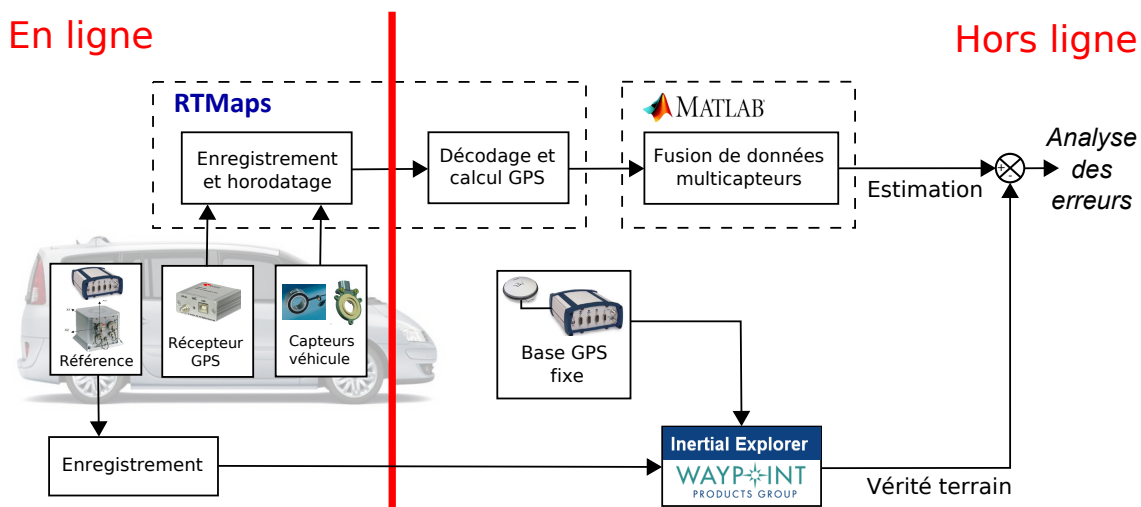 En ligne
Hors ligne
RTMaps
MATLAB
Enregistrement
et horodatage
Décodage et
calcul GPS
Fusion de données
multicapteurs
Estimation
+
-
Analyse
des
erreurs
Référence
Récepteur
GPS
Capteurs
véhicule
Base GPS
fixe
Enregistrement
Inertial Explorer
WAYPOINT
PRODUCTS GROUP
Vérité terrain